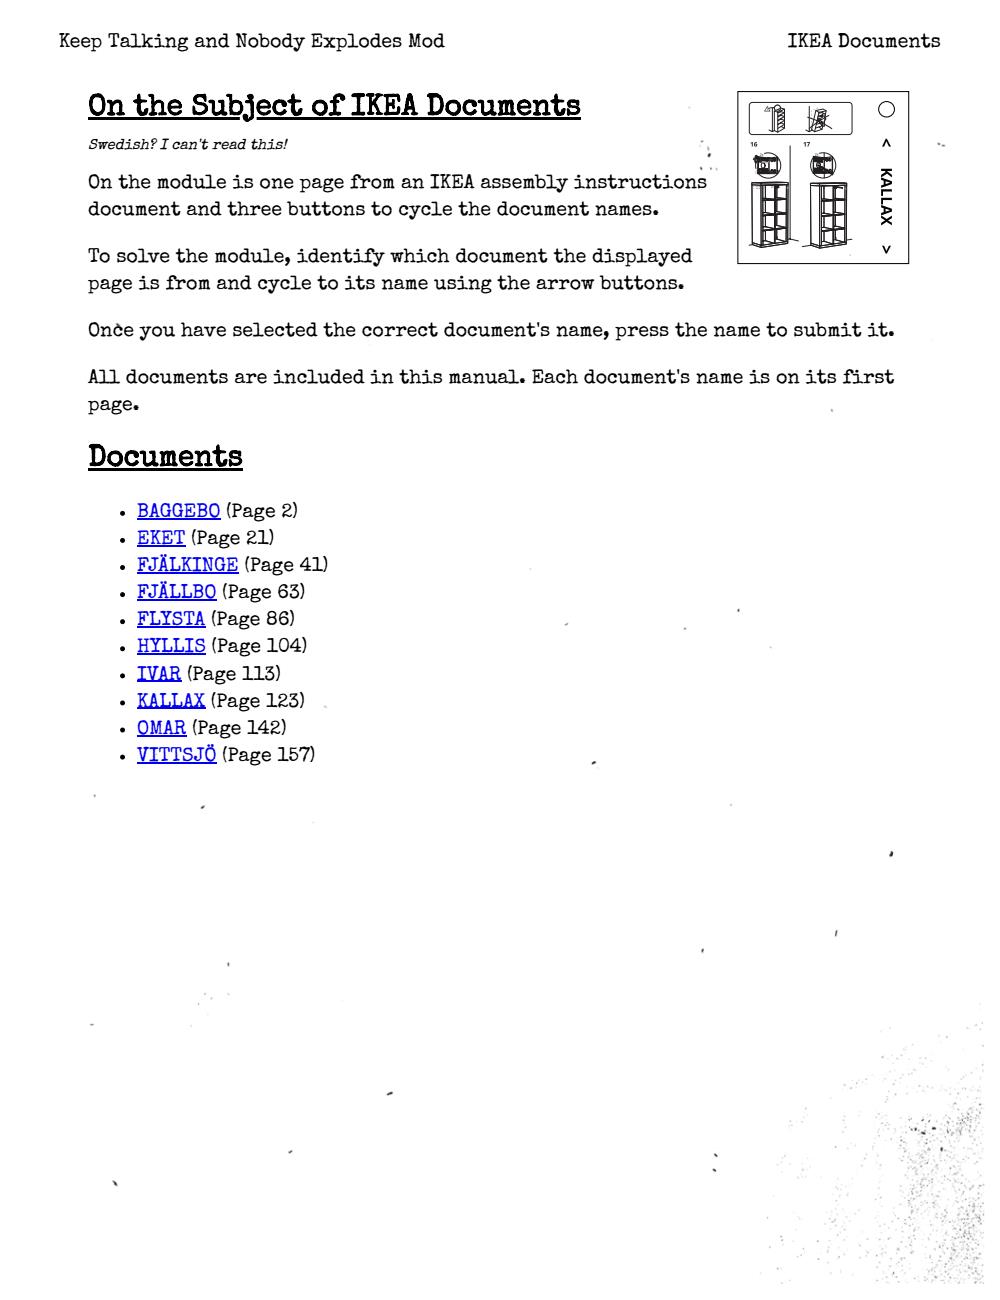 Keep Talking and Nobody Explodes Mod
IKEA Documents
On the Subject of IKEA Documents
Swedish? I can't read this!
On the module is one page from an IKEA assembly instructions
document and three buttons to cycle the document names.
To solve the module, identify which document the displayed
page is from and cycle to its name using the arrow buttons.
16
17
KALLAX
Once you have selected the correct document's name, press the name to submit it.
All documents are included in this manual. Each document's name is on its first
page.
Documents
• BAGGEBO (Page 2)
• EKET (Page 21)
• FJÄLKINGE (Page 41)
• FJÄLLBO (Page 63)
• FLYSTA (Page 86)
• HYLLIS (Page 104)
• IVAR (Page 113)
• KALLAX (Page 123)
• OMAR (Page 142)
• VITTSJÖ (Page 157)